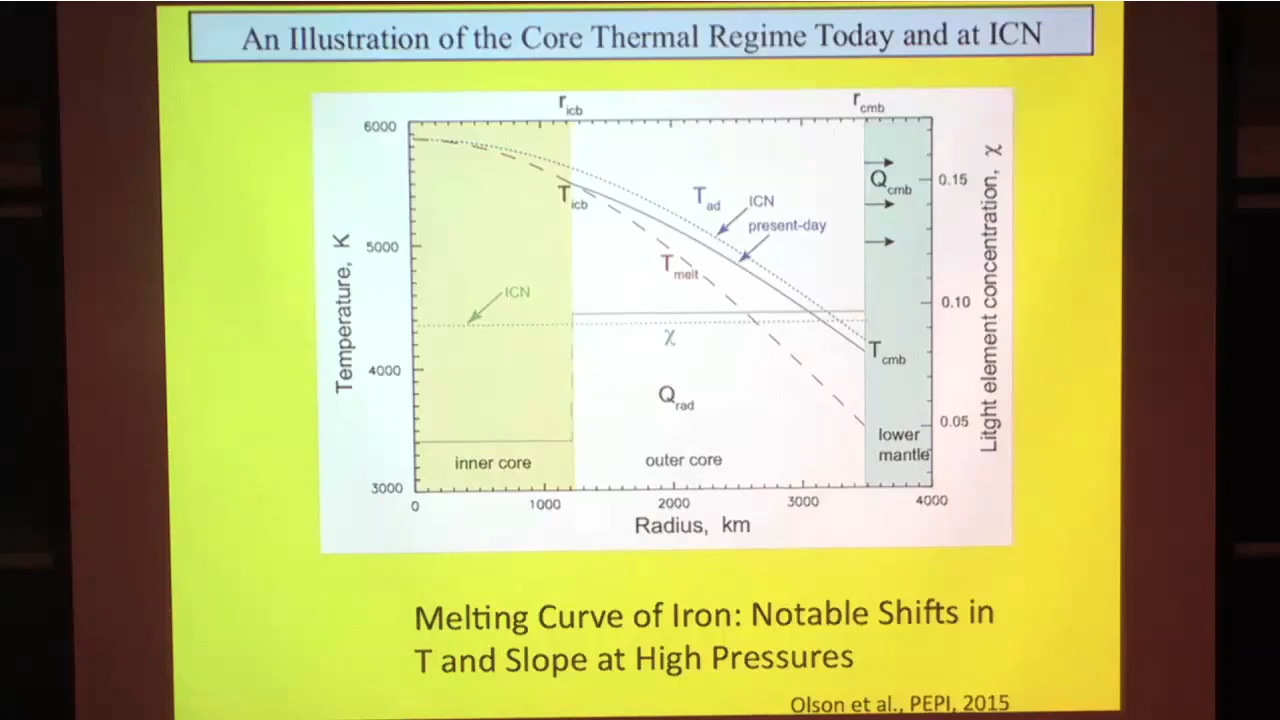 An Illustration of the Core Thermal Regime Today and at ICN
r icb
r cmb
6000
5000
4000
3000
Temperature, K
0
1000
2000
3000
4000
Radius, km
0.15
0.10
0.05
Litght element concentration, χ
T icb
T ad
ICN
present-day
T melt
Q cmb
ICN
χ
T cmb
Q rad
lower
mantle
inner core
outer core
Melting Curve of Iron: Notable Shifts in
T and Slope at High Pressures
Olson et al., PEPI, 2015